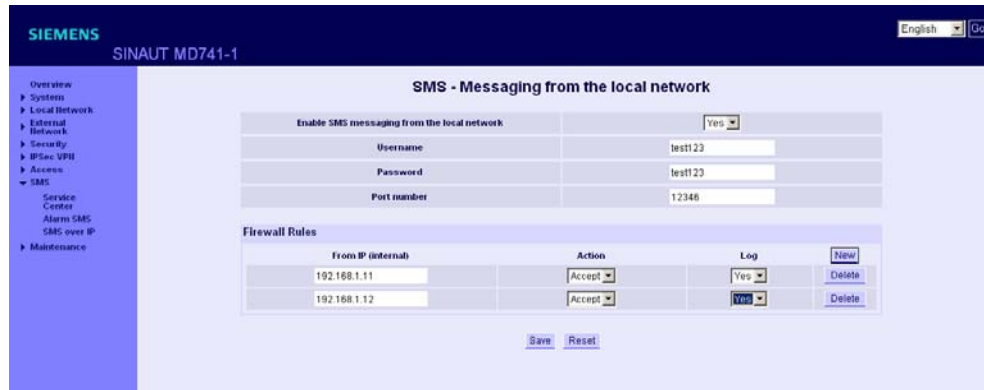 SIEMENS
SINAUT MD741-1
English
Go
Overview
System
Local Network
External
Network
Security
IPSec VPN
Access
SMS
Service
Center
Alarm SMS
SMS over IP
Maintenance
SMS - Messaging from the local network
Enable SMS messaging from the local network Yes
Username test123
Password test123
Port number 12346
Firewall Rules
From IP (internal) Action Log New
192.168.1.11 Accept Yes Delete
192.168.1.12 Accept Yes Delete
Save Reset